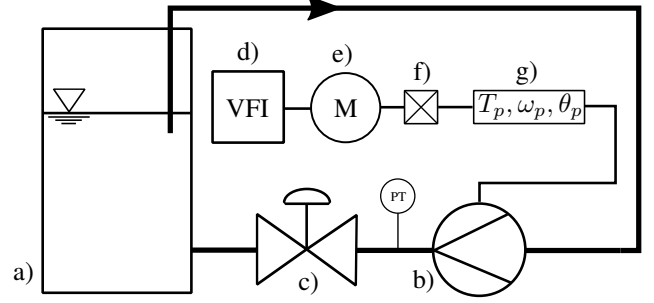 d)
e)
f)
g)
VFI
M
T_p, ω_p, θ_p
PT
a)
c)
b)